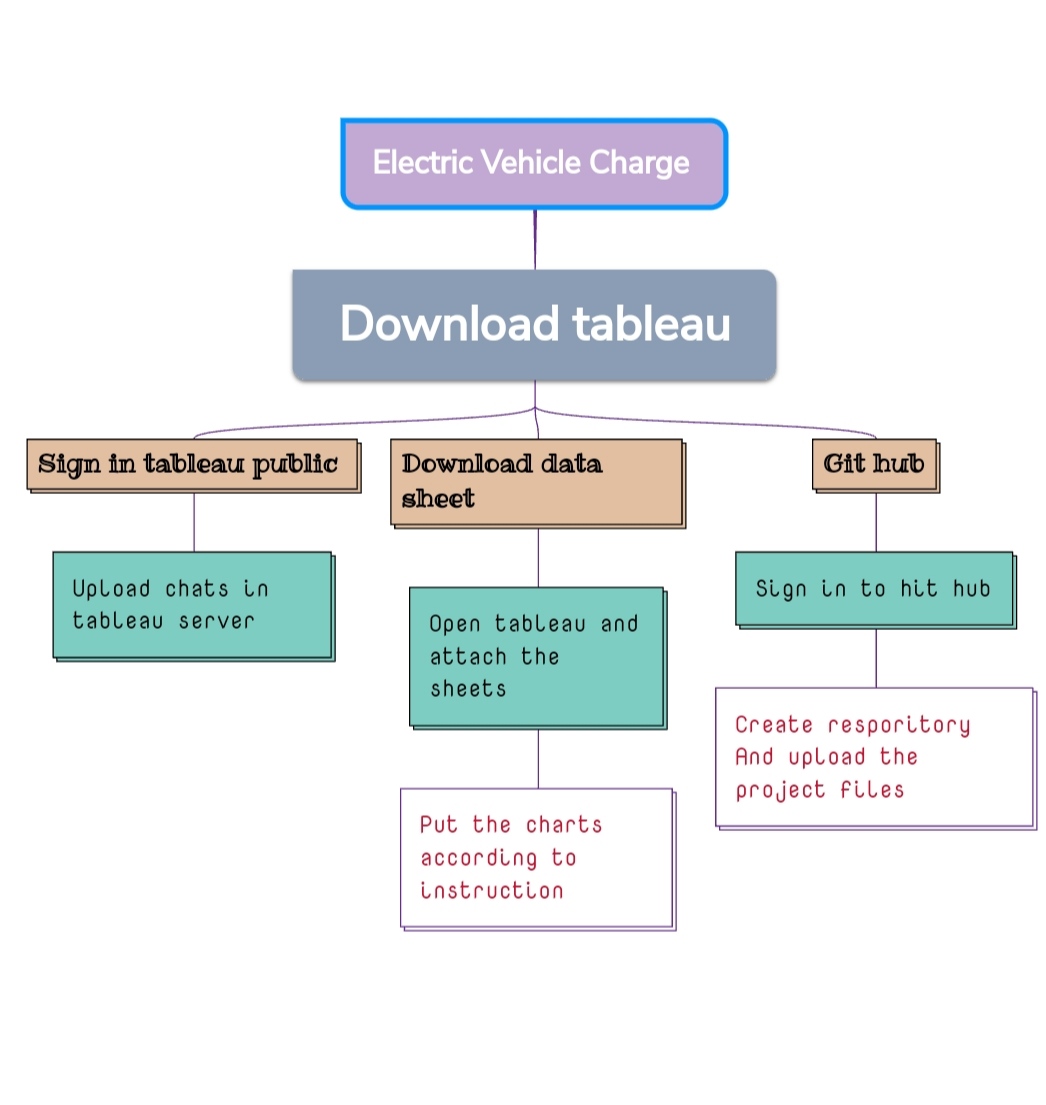 Electric Vehicle Charge
Download tableau
Sign in tableau public
Upload chats in
tableau server
Download data
sheet
Open tableau and
attach the
sheets
Put the charts
according to
instruction
Git hub
Sign in to hit hub
Create resporitory
And upload the
project files